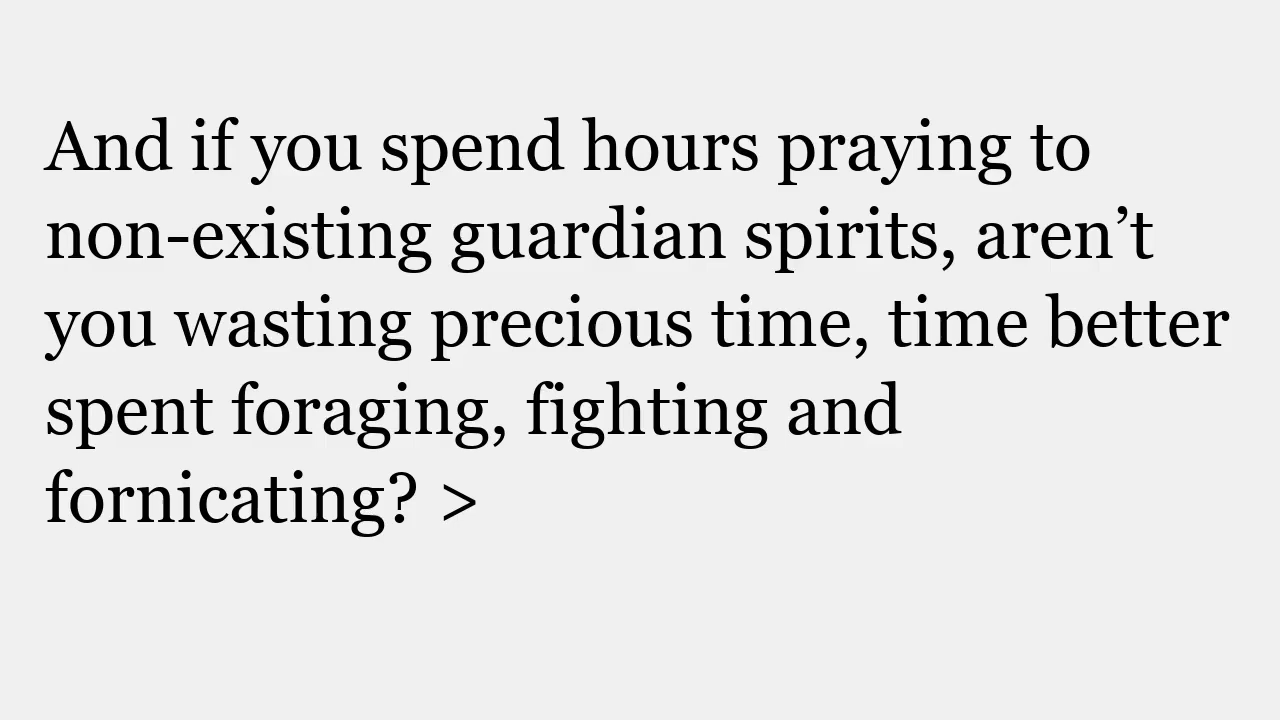 And if you spend hours praying to
non-existing guardian spirits, aren’t
you wasting precious time, time better
spent foraging, fighting and
fornicating? >